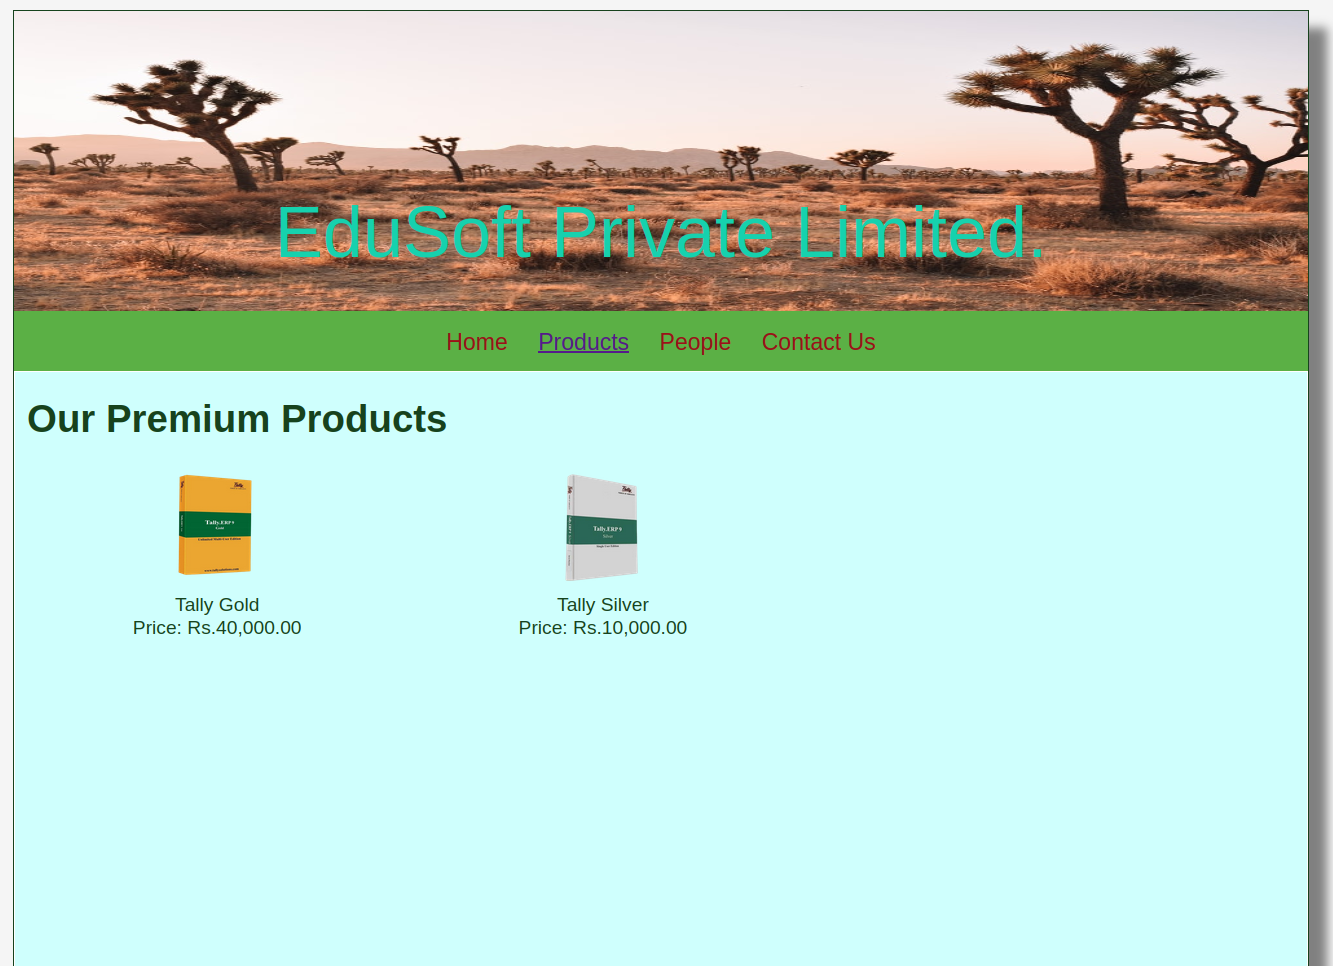 EduSoft Private Limited.
Home Products People Contact Us
Our Premium Products
Tally.ERP 9
Gold
Tally.ERP 9
Silver
Tally Gold
Price: Rs.40,000.00
Tally Silver
Price: Rs.10,000.00